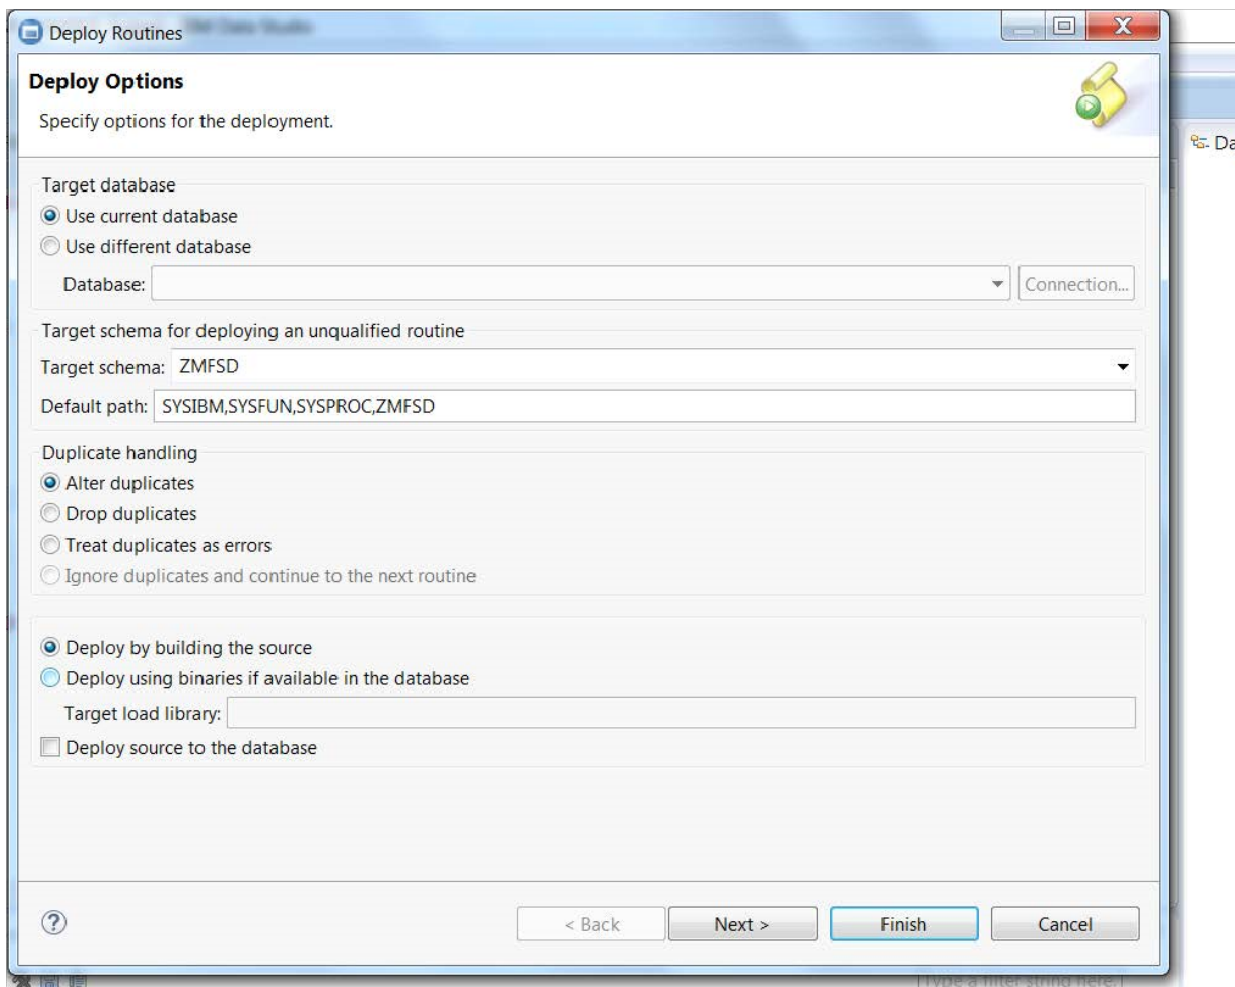 Deploy Routines
Deploy Options
Specify options for the deployment.
Da
Target database
Use current database
Use different database
Database:
Connection...
Target schema for deploying an unqualified routine
Target schema: ZMFSD
Default path: SYSIBM,SYSFUN,SYSPROC,ZMFSD
Duplicate handling
Alter duplicates
Drop duplicates
Treat duplicates as errors
Ignore duplicates and continue to the next routine
Deploy by building the source
Deploy using binaries if available in the database
Target load library:
Deploy source to the database
< Back Next > Finish Cancel
Type a filter string here.